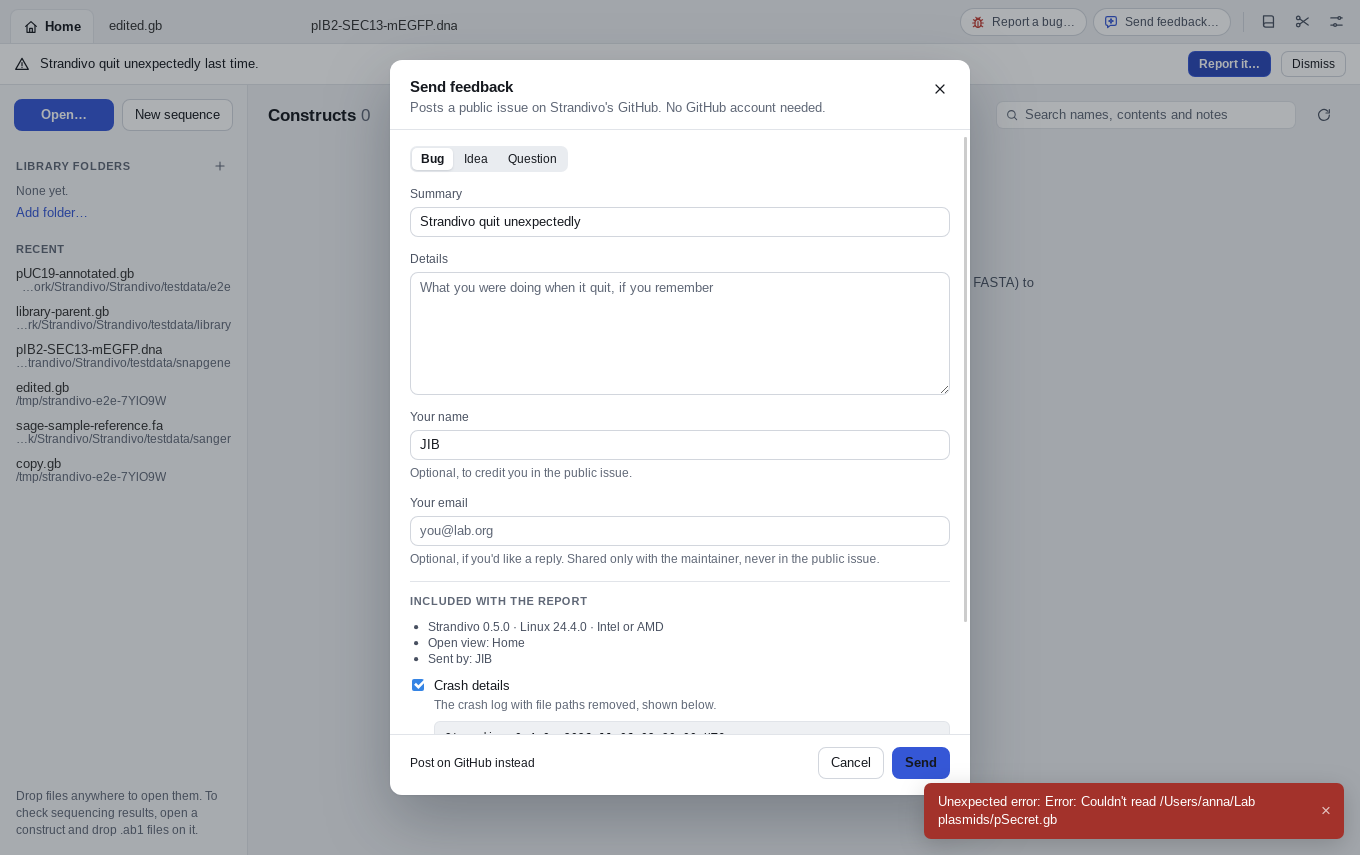 Home
edited.gb
pIB2-SEC13-mEGFP.dna
Report a bug…
Send feedback…
Strandivo quit unexpectedly last time.
Report it…
Dismiss
Open…
New sequence
Constructs 0
Search names, contents and notes
LIBRARY FOLDERS
None yet.
Add folder…
RECENT
pUC19-annotated.gb
…ork/Strandivo/Strandivo/testdata/e2e
library-parent.gb
…rk/Strandivo/Strandivo/testdata/library
pIB2-SEC13-mEGFP.dna
…trandivo/Strandivo/testdata/snapgene
edited.gb
/tmp/strandivo-e2e-7YlO9W
sage-sample-reference.fa
…k/Strandivo/Strandivo/testdata/sanger
copy.gb
/tmp/strandivo-e2e-7YlO9W
Drop files anywhere to open them. To
check sequencing results, open a
construct and drop .ab1 files on it.
FASTA) to
Send feedback
Posts a public issue on Strandivo's GitHub. No GitHub account needed.
Bug
Idea
Question
Summary
Strandivo quit unexpectedly
Details
What you were doing when it quit, if you remember
Your name
JIB
Optional, to credit you in the public issue.
Your email
you@lab.org
Optional, if you'd like a reply. Shared only with the maintainer, never in the public issue.
INCLUDED WITH THE REPORT
Strandivo 0.5.0 · Linux 24.4.0 · Intel or AMD
Open view: Home
Sent by: JIB
Crash details
The crash log with file paths removed, shown below.
Post on GitHub instead
Cancel
Send
Unexpected error: Error: Couldn't read /Users/anna/Lab
plasmids/pSecret.gb